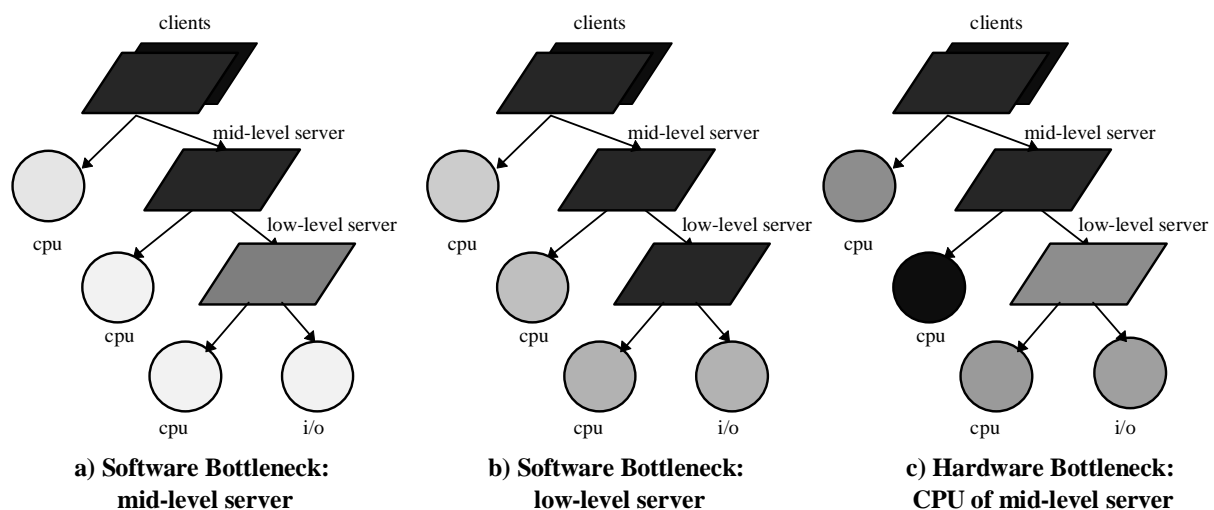 clients
mid-level server
cpu
low-level server
cpu
cpu
i/o
a) Software Bottleneck:
mid-level server
clients
mid-level server
cpu
low-level server
cpu
cpu
i/o
b) Software Bottleneck:
low-level server
clients
mid-level server
cpu
low-level server
cpu
cpu
i/o
c) Hardware Bottleneck:
CPU of mid-level server